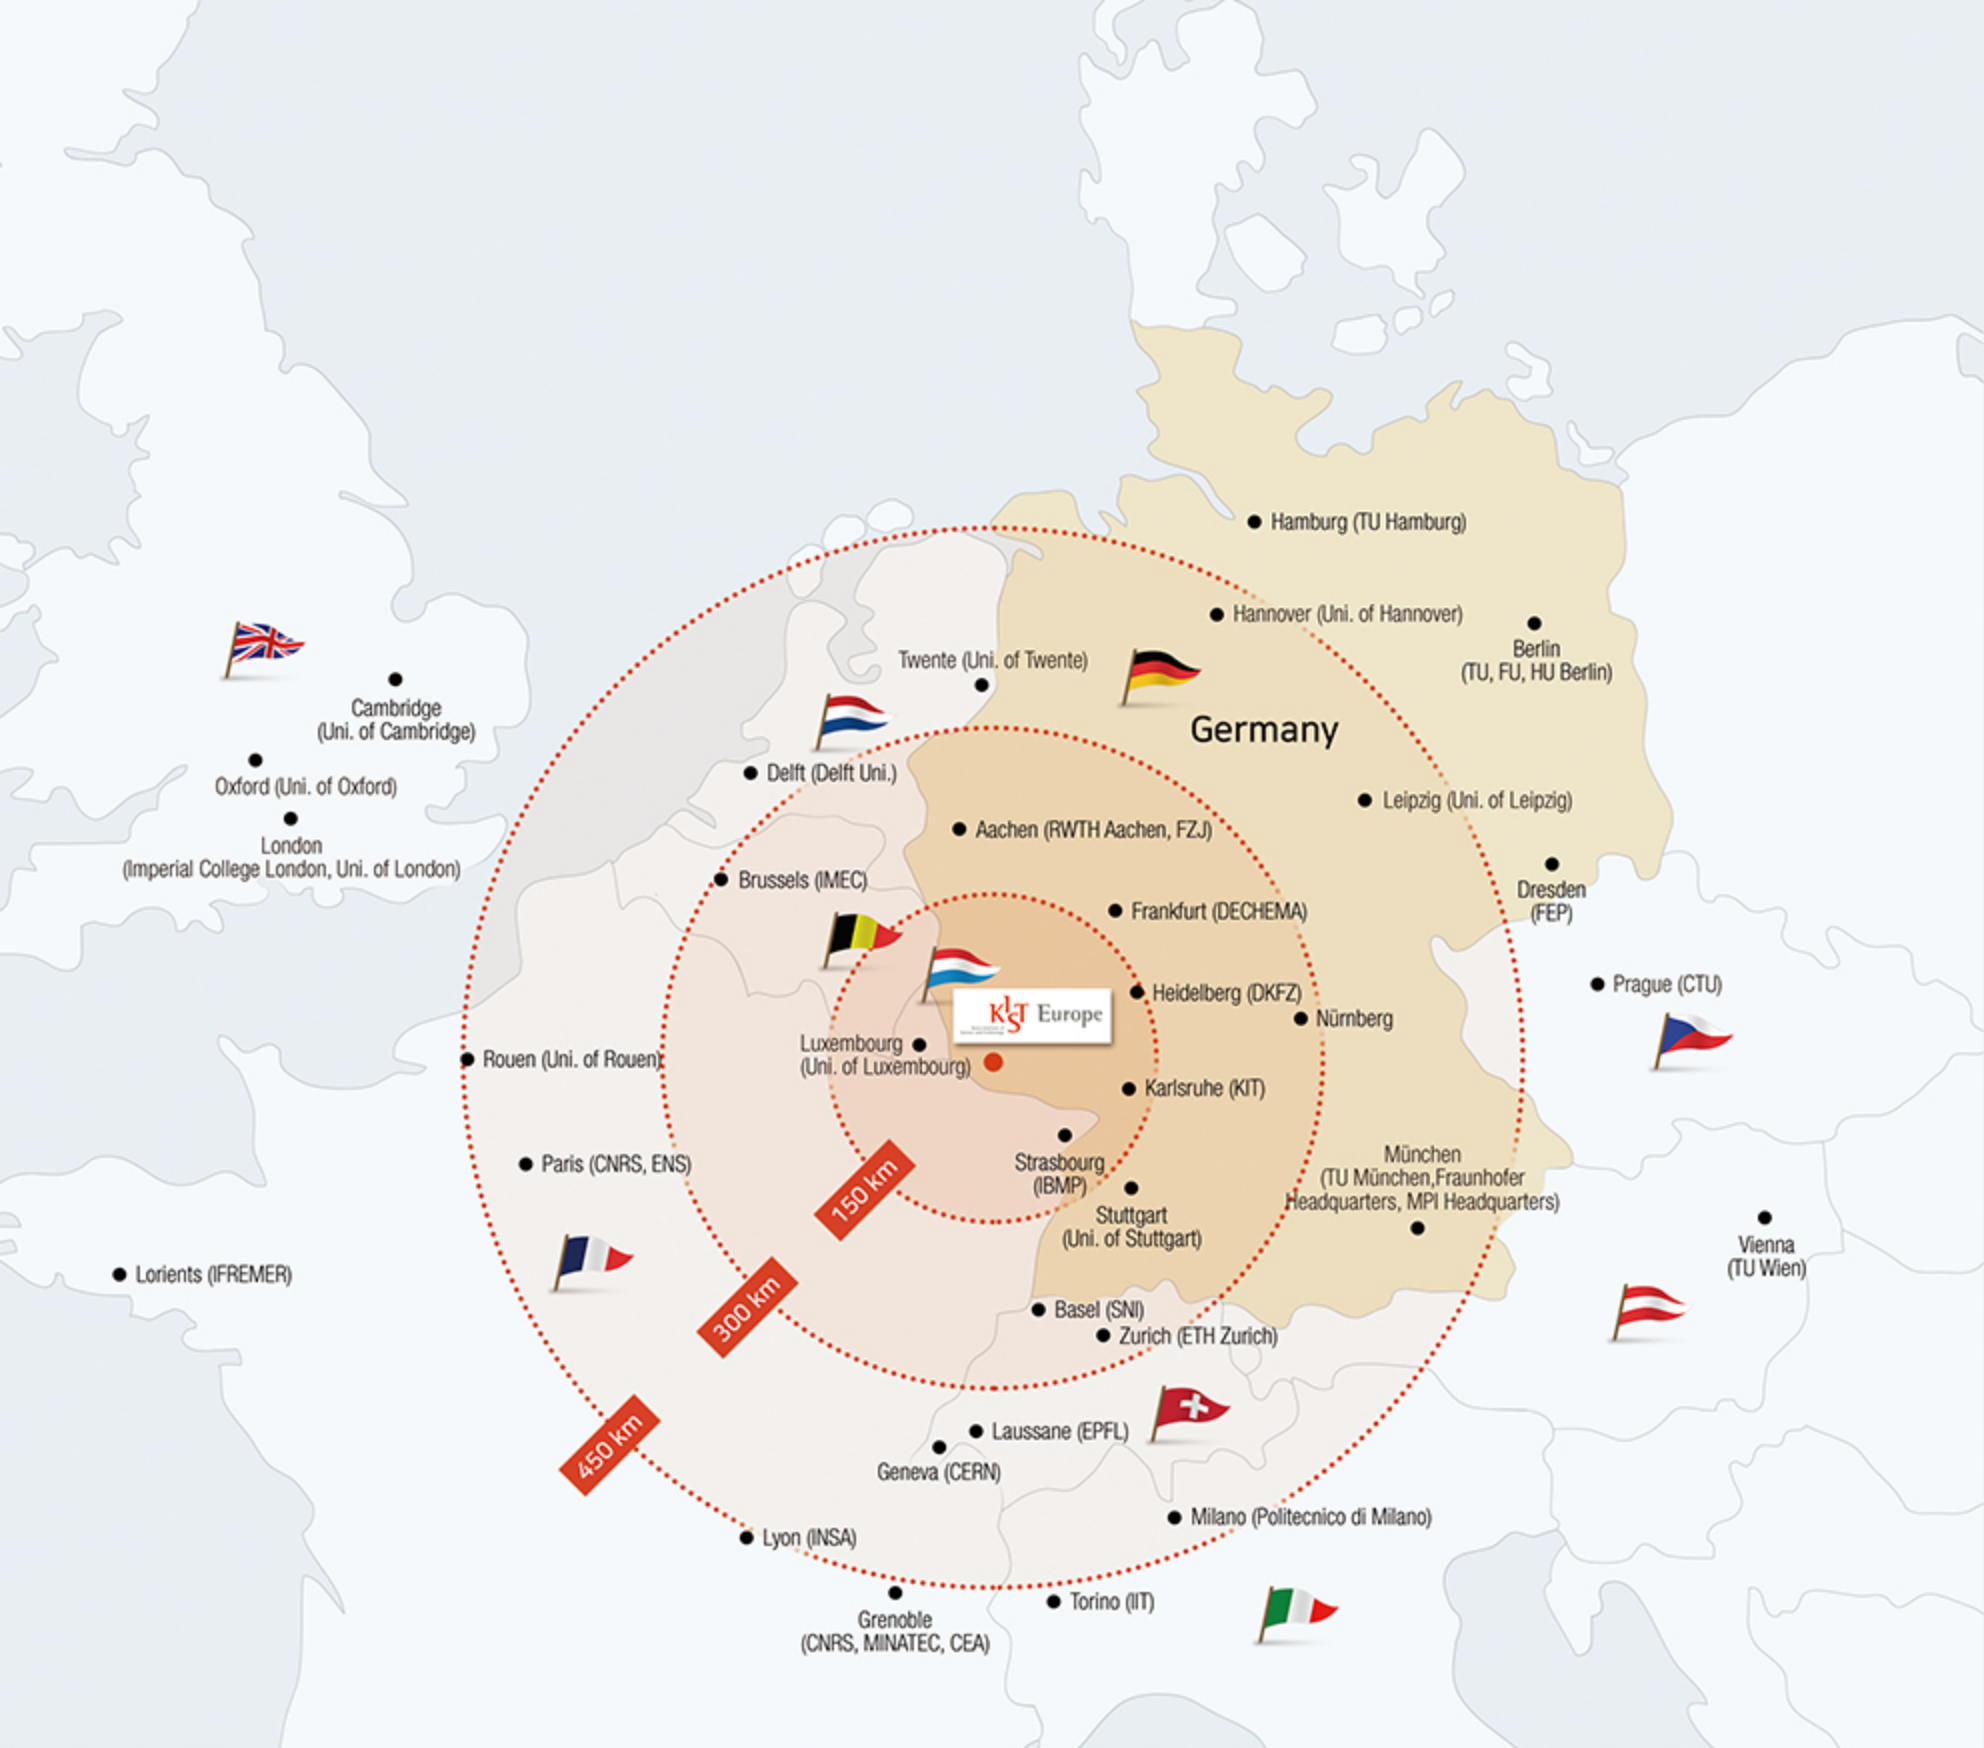 Hamburg (TU Hamburg)
Hannover (Uni. of Hannover)
Berlin
(TU, FU, HU Berlin)
Twente (Uni. of Twente)
Cambridge
(Uni. of Cambridge)
Germany
Oxford (Uni. of Oxford)
Delft (Delft Uni.)
Leipzig (Uni. of Leipzig)
Aachen (RWTH Aachen, FZJ)
London
(Imperial College London, Uni. of London)
Brussels (IMEC)
Dresden
(FEP)
Frankfurt (DECHEMA)
Prague (CTU)
Heidelberg (DKFZ)
KIST Europe
Nürnberg
Luxembourg
(Uni. of Luxembourg)
Rouen (Uni. of Rouen)
Karlsruhe (KIT)
Paris (CNRS, ENS)
Strasbourg
(IBMP)
München
(TU München,Fraunhofer
Headquarters, MPI Headquarters)
150 km
Stuttgart
(Uni. of Stuttgart)
Vienna
(TU Wien)
Lorients (IFREMER)
300 km
Basel (SNI)
Zurich (ETH Zurich)
450 km
Laussane (EPFL)
Geneva (CERN)
Milano (Politecnico di Milano)
Lyon (INSA)
Torino (IIT)
Grenoble
(CNRS, MINATEC, CEA)